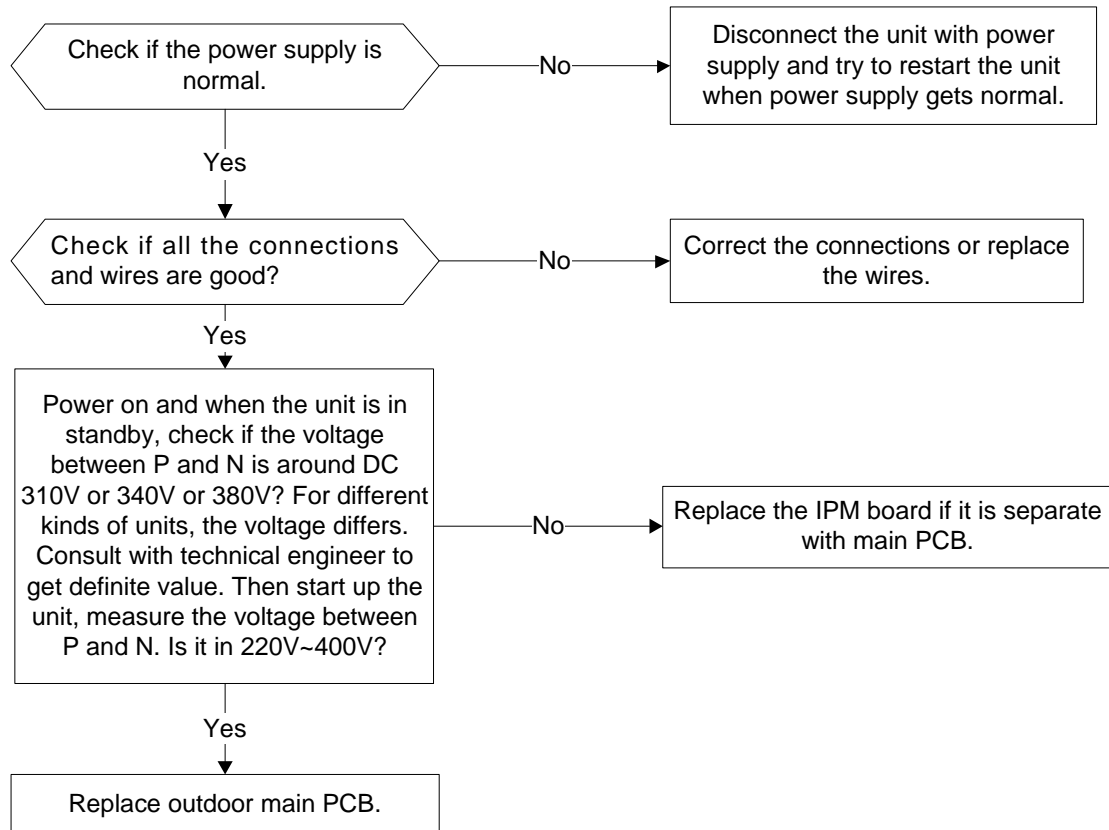 Check if the power supply is
normal.
No
Disconnect the unit with power
supply and try to restart the unit
when power supply gets normal.
Yes
Check if all the connections
and wires are good?
No
Correct the connections or replace
the wires.
Yes
Power on and when the unit is in
standby, check if the voltage
between P and N is around DC
310V or 340V or 380V? For different
kinds of units, the voltage differs.
Consult with technical engineer to
get definite value. Then start up the
unit, measure the voltage between
P and N. Is it in 220V~400V?
No
Replace the IPM board if it is separate
with main PCB.
Yes
Replace outdoor main PCB.